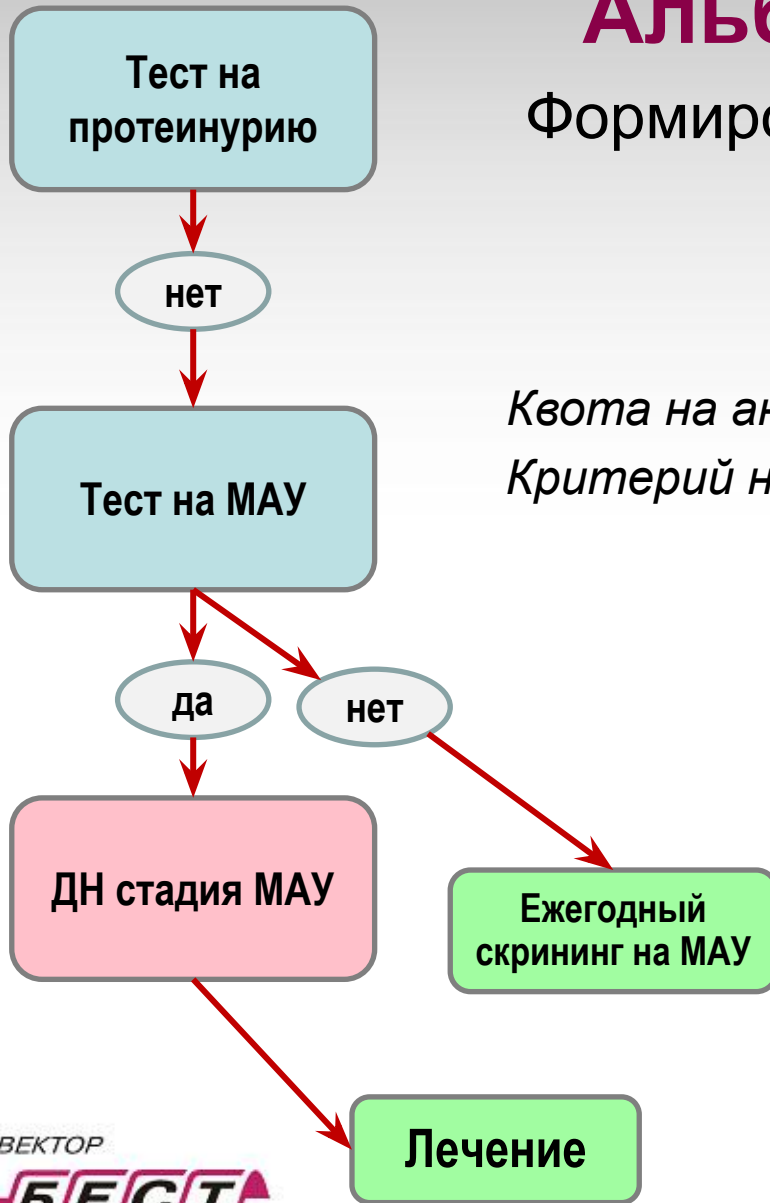 Тест на
протеинурию
нет
Тест на МАУ
да
нет
ДН стадия МАУ
Ежегодный
скрининг на МАУ
Лечение
Формиро
Квота на ан
Критерий н
ВЕКТОР
БЕСТ